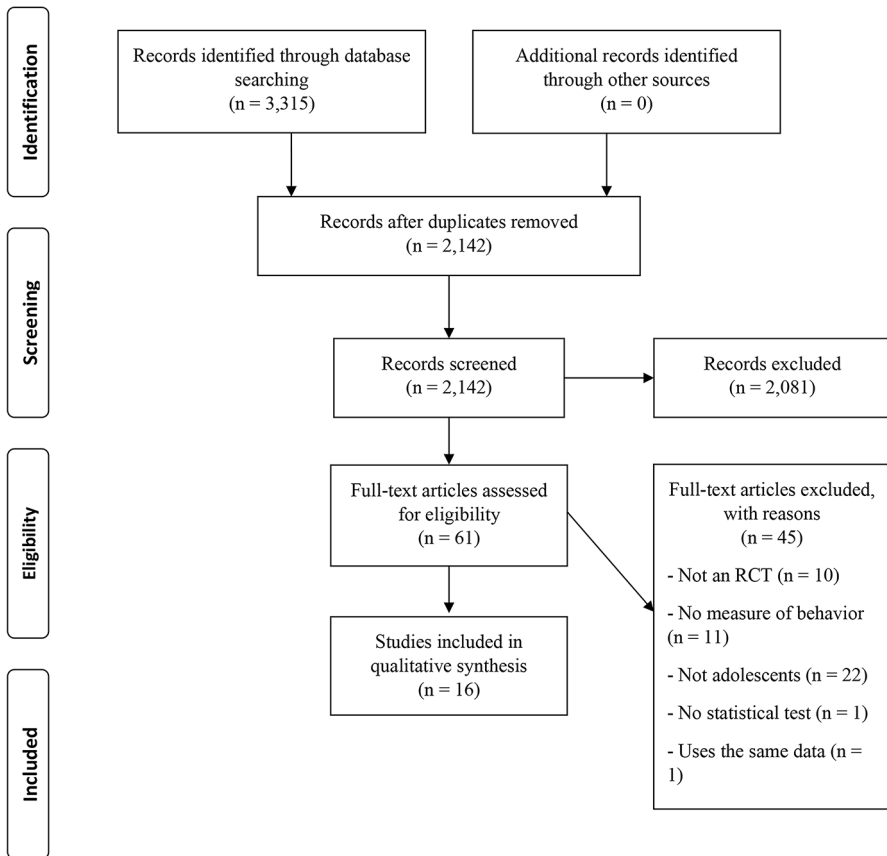 Identification
Records identified through database
searching
(n = 3,315)
Additional records identified
through other sources
(n = 0)
Records after duplicates removed
(n = 2,142)
Screening
Records screened
(n = 2,142)
Records excluded
(n = 2,081)
Eligibility
Full-text articles assessed
for eligibility
(n = 61)
Full-text articles excluded,
with reasons
(n = 45)
- Not an RCT (n = 10)
- No measure of behavior
(n = 11)
- Not adolescents (n = 22)
- No statistical test (n = 1)
- Uses the same data (n =
1)
Included
Studies included in
qualitative synthesis
(n = 16)